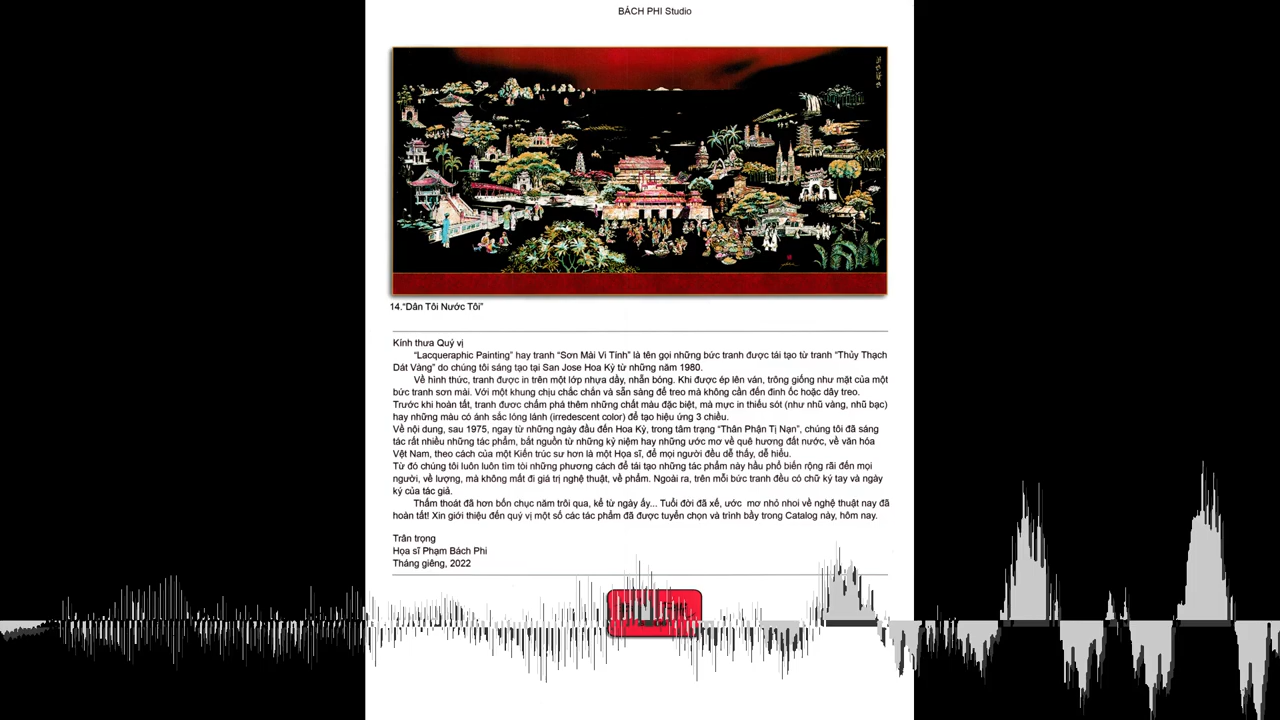 BÁCH PHI Studio
14.“Dân Tôi Nước Tôi”
Kính thưa Quý vị
“Lacqueraphic Painting” hay tranh “Sơn Mài Vi Tính” là tên gọi những bức tranh được tái tạo từ tranh “Thủy Thạch
Dát Vàng” do chúng tôi sáng tạo tại San Jose Hoa Kỳ từ những năm 1980.
Về hình thức, tranh được in trên một lớp nhựa dầy, nhẵn bóng. Khi được ép lên ván, trông giống như mặt của một
bức tranh sơn mài. Với một khung chịu chắc chắn và sẵn sàng để treo mà không cần đến đinh ốc hoặc dây treo.
Trước khi hoàn tất, tranh đươc chấm phá thêm những chất màu đặc biệt, mà mực in thiếu sót (như nhũ vàng, nhũ bạc)
hay những màu có ánh sắc lóng lánh (irredescent color) để tạo hiệu ứng 3 chiều.
Về nội dung, sau 1975, ngay từ những ngày đầu đến Hoa Kỳ, trong tâm trạng “Thân Phận Tị Nạn”, chúng tôi đã sáng
tác rất nhiều những tác phẩm, bắt nguồn từ những kỷ niệm hay những ước mơ về quê hương đất nước, về văn hóa
Vệt Nam, theo cách của một Kiến trúc sư hơn là một Họa sĩ, để mọi người đều dễ thấy, dễ hiểu.
Từ đó chúng tôi luôn luôn tìm tòi những phương cách để tái tạo những tác phẩm này hầu phổ biến rộng rãi đến mọi
người, về lượng, mà không mất đi giá trị nghệ thuật, về phẩm. Ngoài ra, trên mỗi bức tranh đều có chữ ký tay và ngày
ký của tác giả.
Thấm thoát đã hơn bốn chục năm trôi qua, kể từ ngày ấy... Tuổi đời đã xế, ước mơ nhỏ nhoi về nghệ thuật nay đã
hoàn tất! Xin giới thiệu đến quý vị một số các tác phẩm đã được tuyển chọn và trình bầy trong Catalog này, hôm nay.
Trân trọng
Họa sĩ Phạm Bách Phi
Tháng giêng, 2022